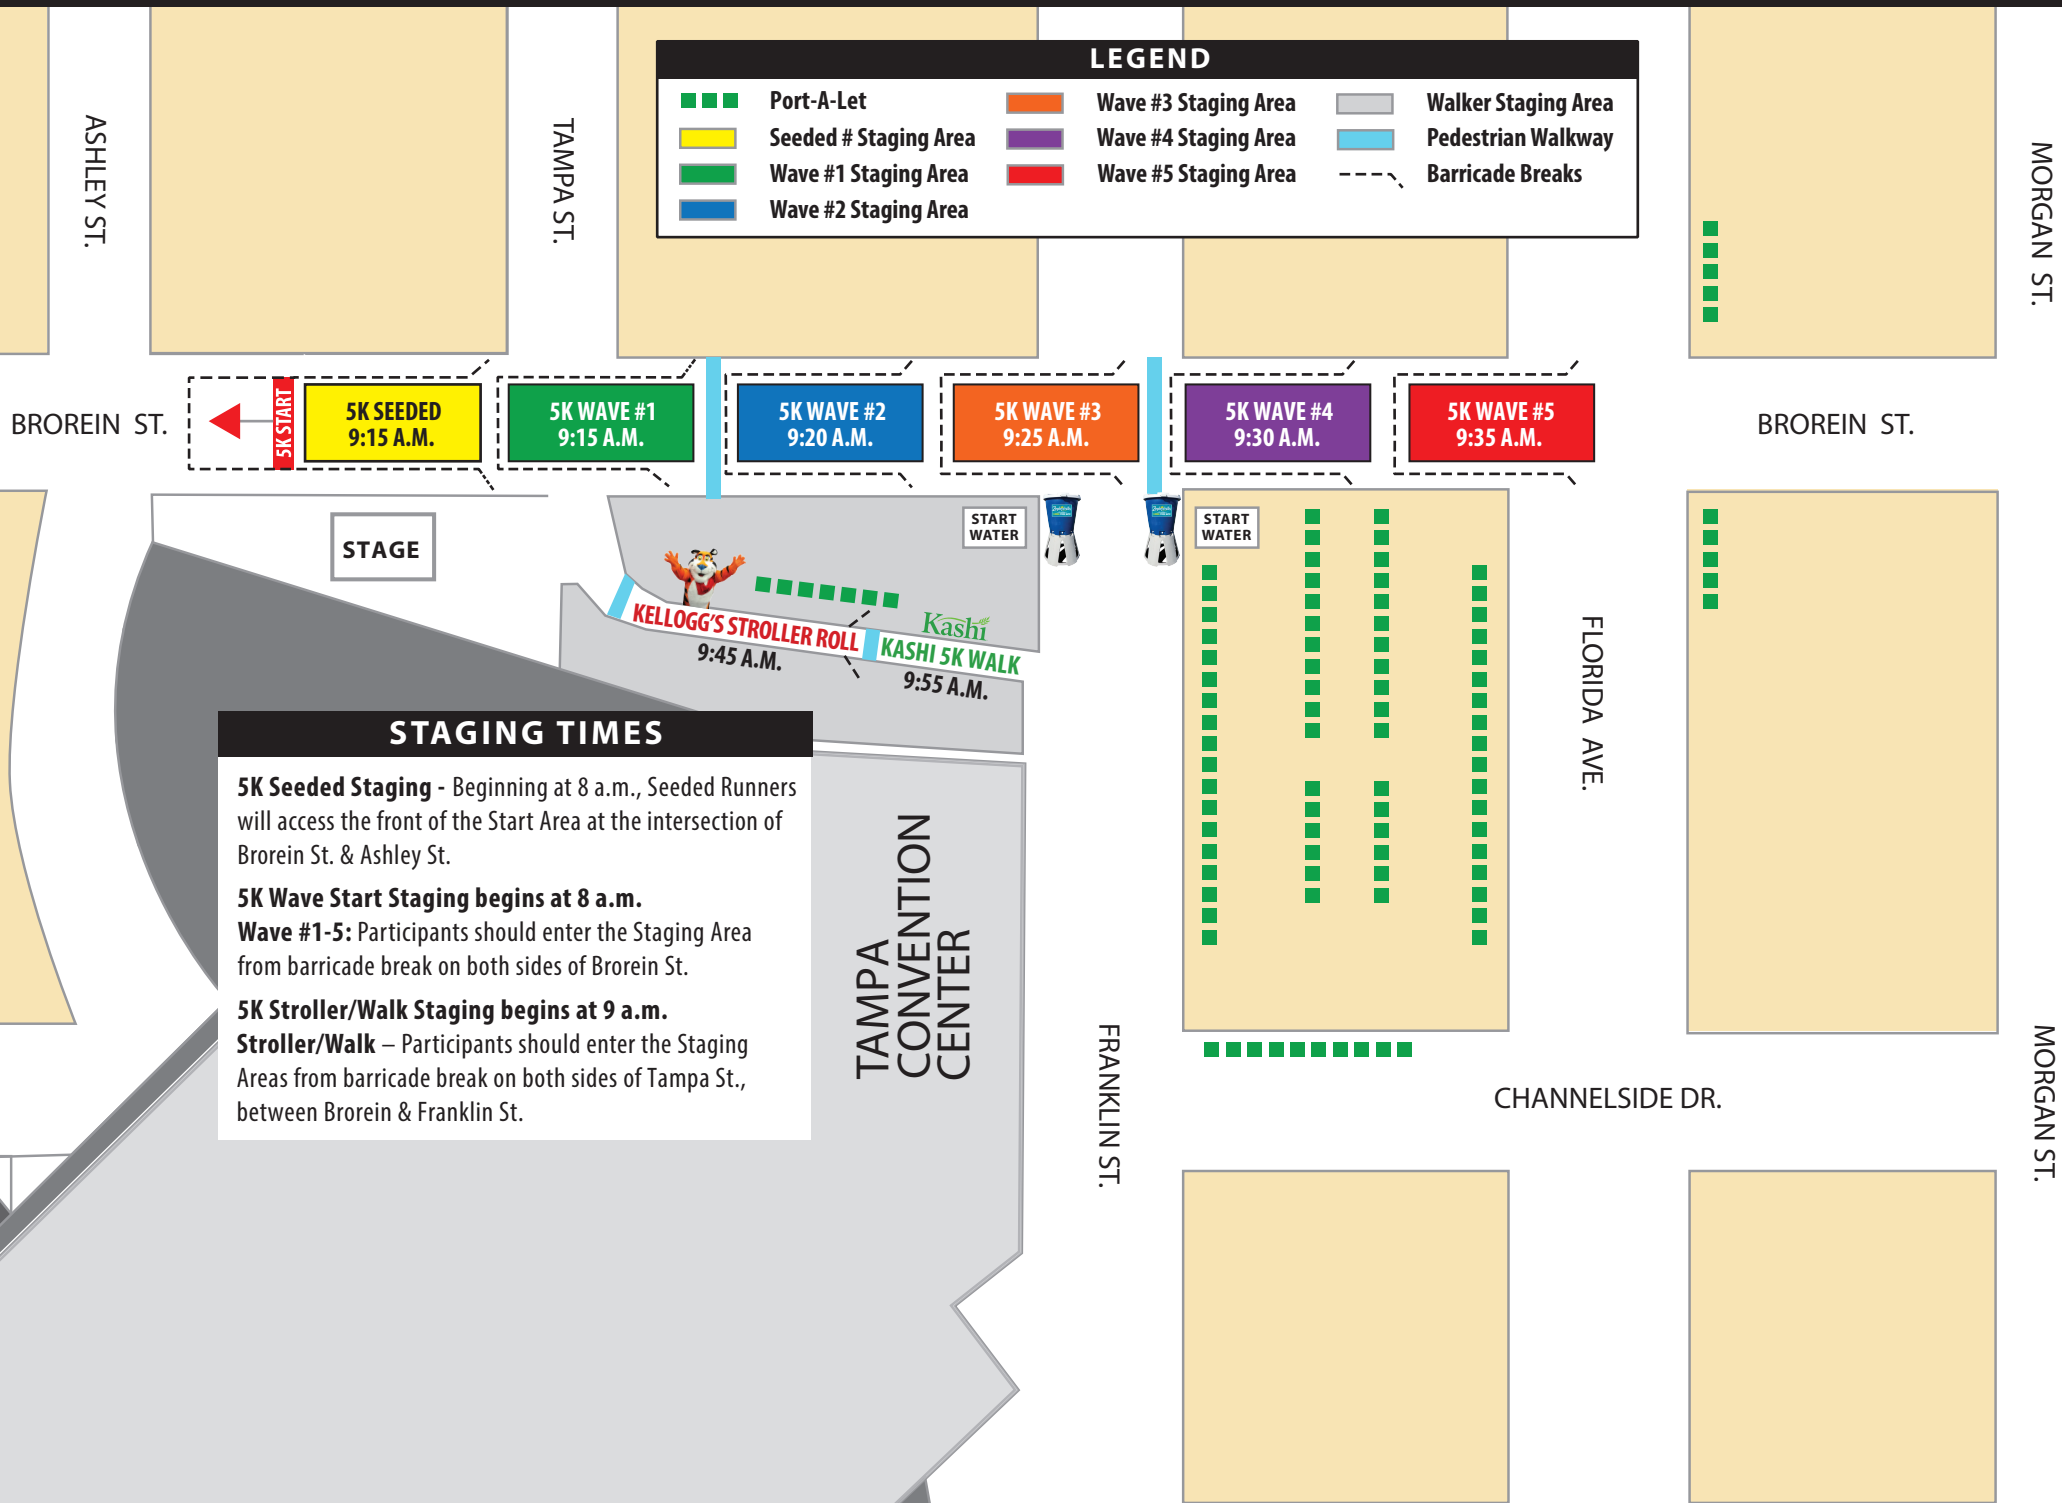 LEGEND
Port-A-Let
Seeded # Staging Area
Wave #1 Staging Area
Wave #2 Staging Area
Wave #3 Staging Area
Wave #4 Staging Area
Wave #5 Staging Area
Walker Staging Area
Pedestrian Walkway
Barricade Breaks
ASHLEY ST.
TAMPA ST.
MORGAN ST.
BROREIN ST.
5K START
5K SEEDED
9:15 A.M.
5K WAVE #1
9:15 A.M.
5K WAVE #2
9:20 A.M.
5K WAVE #3
9:25 A.M.
5K WAVE #4
9:30 A.M.
5K WAVE #5
9:35 A.M.
BROREIN ST.
STAGE
START
WATER
START
WATER
KELLOGG'S STROLLER ROLL
9:45 A.M.
Kashi
KASHI 5K WALK
9:55 A.M.
FLORIDA AVE.
STAGING TIMES
5K Seeded Staging - Beginning at 8 a.m., Seeded Runners
will access the front of the Start Area at the intersection of
Brorein St. & Ashley St.
5K Wave Start Staging begins at 8 a.m.
Wave #1-5: Participants should enter the Staging Area
from barricade break on both sides of Brorein St.
5K Stroller/Walk Staging begins at 9 a.m.
Stroller/Walk – Participants should enter the Staging
Areas from barricade break on both sides of Tampa St.,
between Brorein & Franklin St.
TAMPA
CONVENTION
CENTER
FRANKLIN ST.
CHANNELSIDE DR.
MORGAN ST.